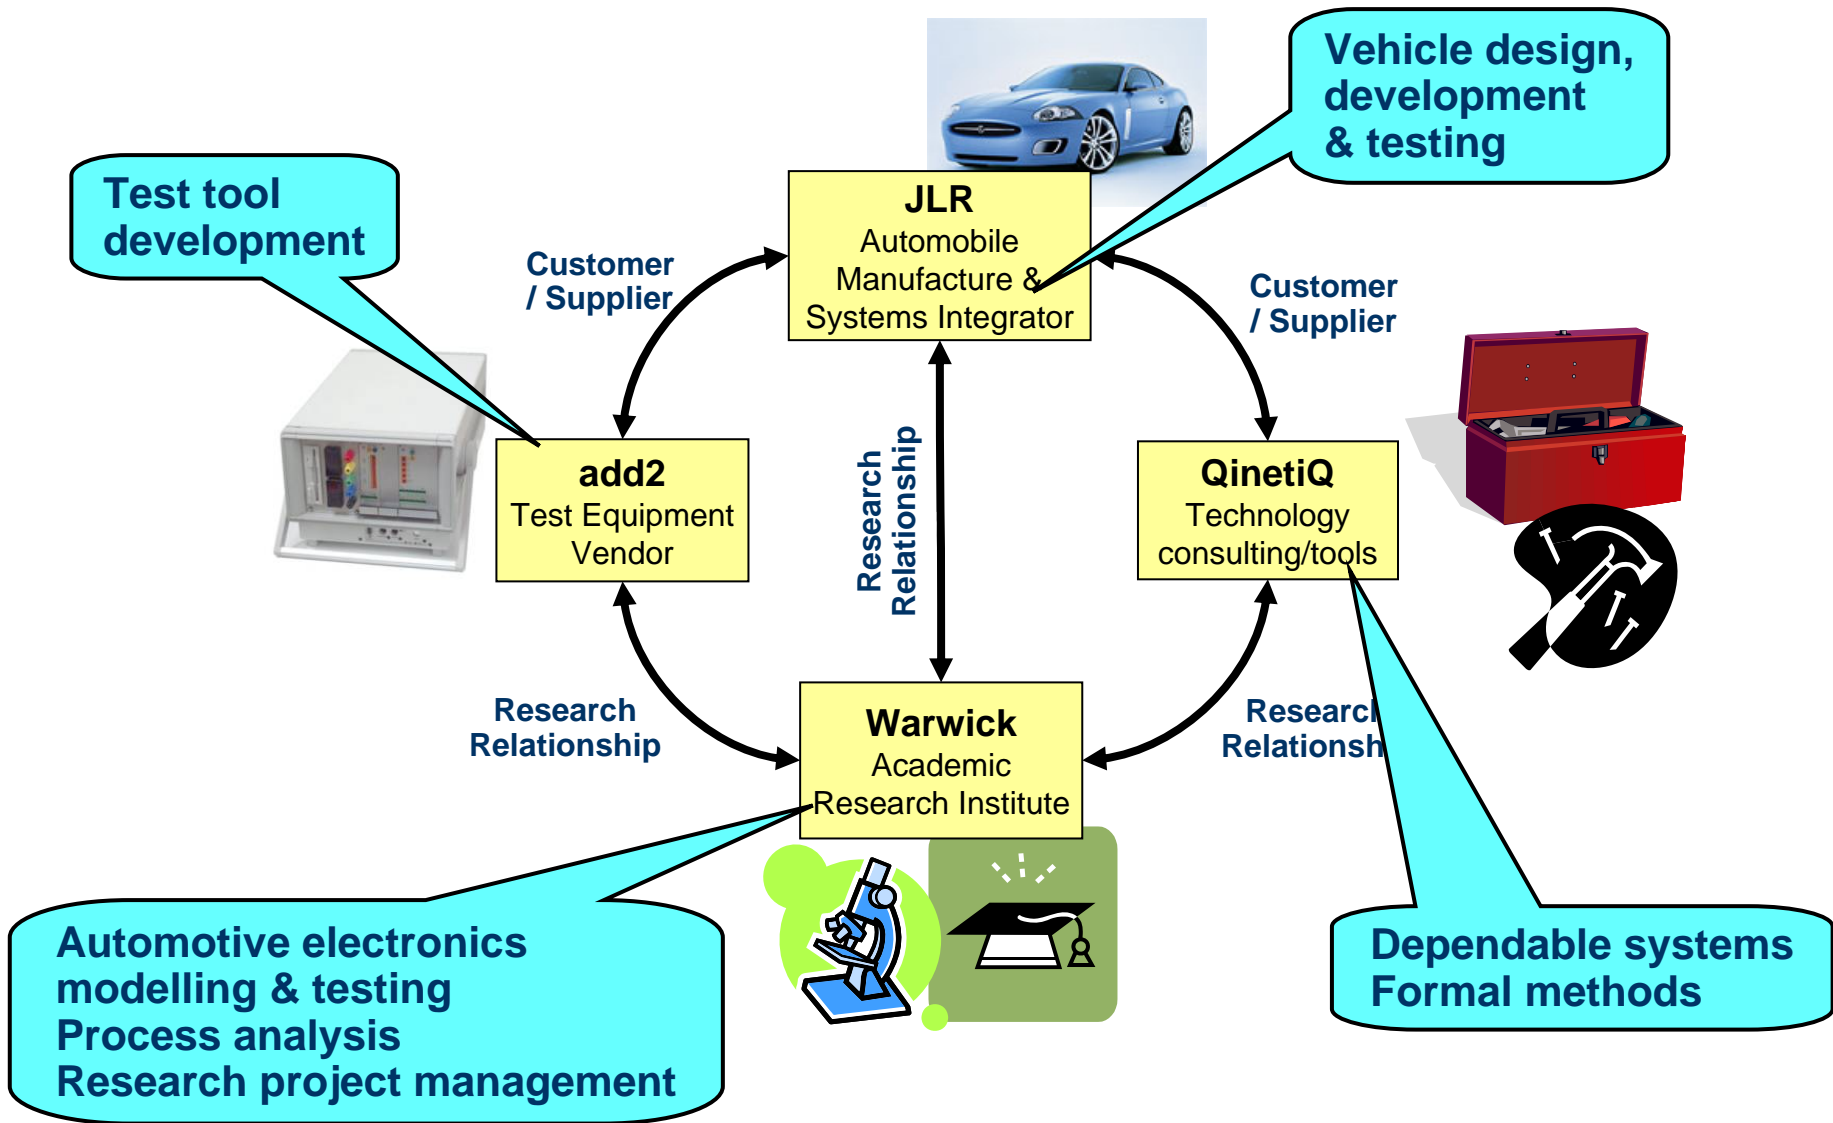 Vehicle design,
development
& testing
Test tool
development
JLR
Automobile
Manufacture &
Systems Integrator
Customer
/ Supplier
Customer
/ Supplier
add2
Test Equipment
Vendor
Research
Relationship
QinetiQ
Technology
consulting/tools
Research
Relationship
Warwick
Academic
Research Institute
Researc
Relationsh
Automotive electronics
modelling & testing
Process analysis
Research project management
Dependable systems
Formal methods